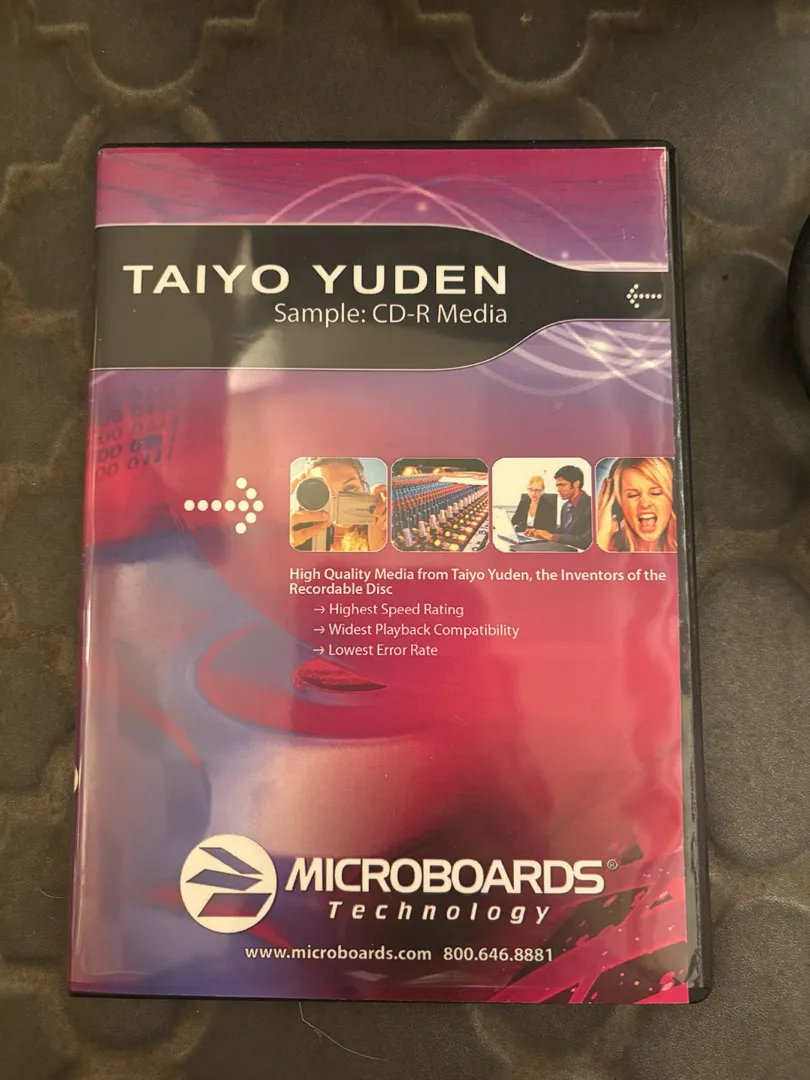 TAIYO YUDEN
Sample: CD-R Media
High Quality Media from Taiyo Yuden, the Inventors of the
Recordable Disc
→ Highest Speed Rating
→ Widest Playback Compatibility
→ Lowest Error Rate
MICROBOARDS®
Technology
www.microboards.com 800.646.8881